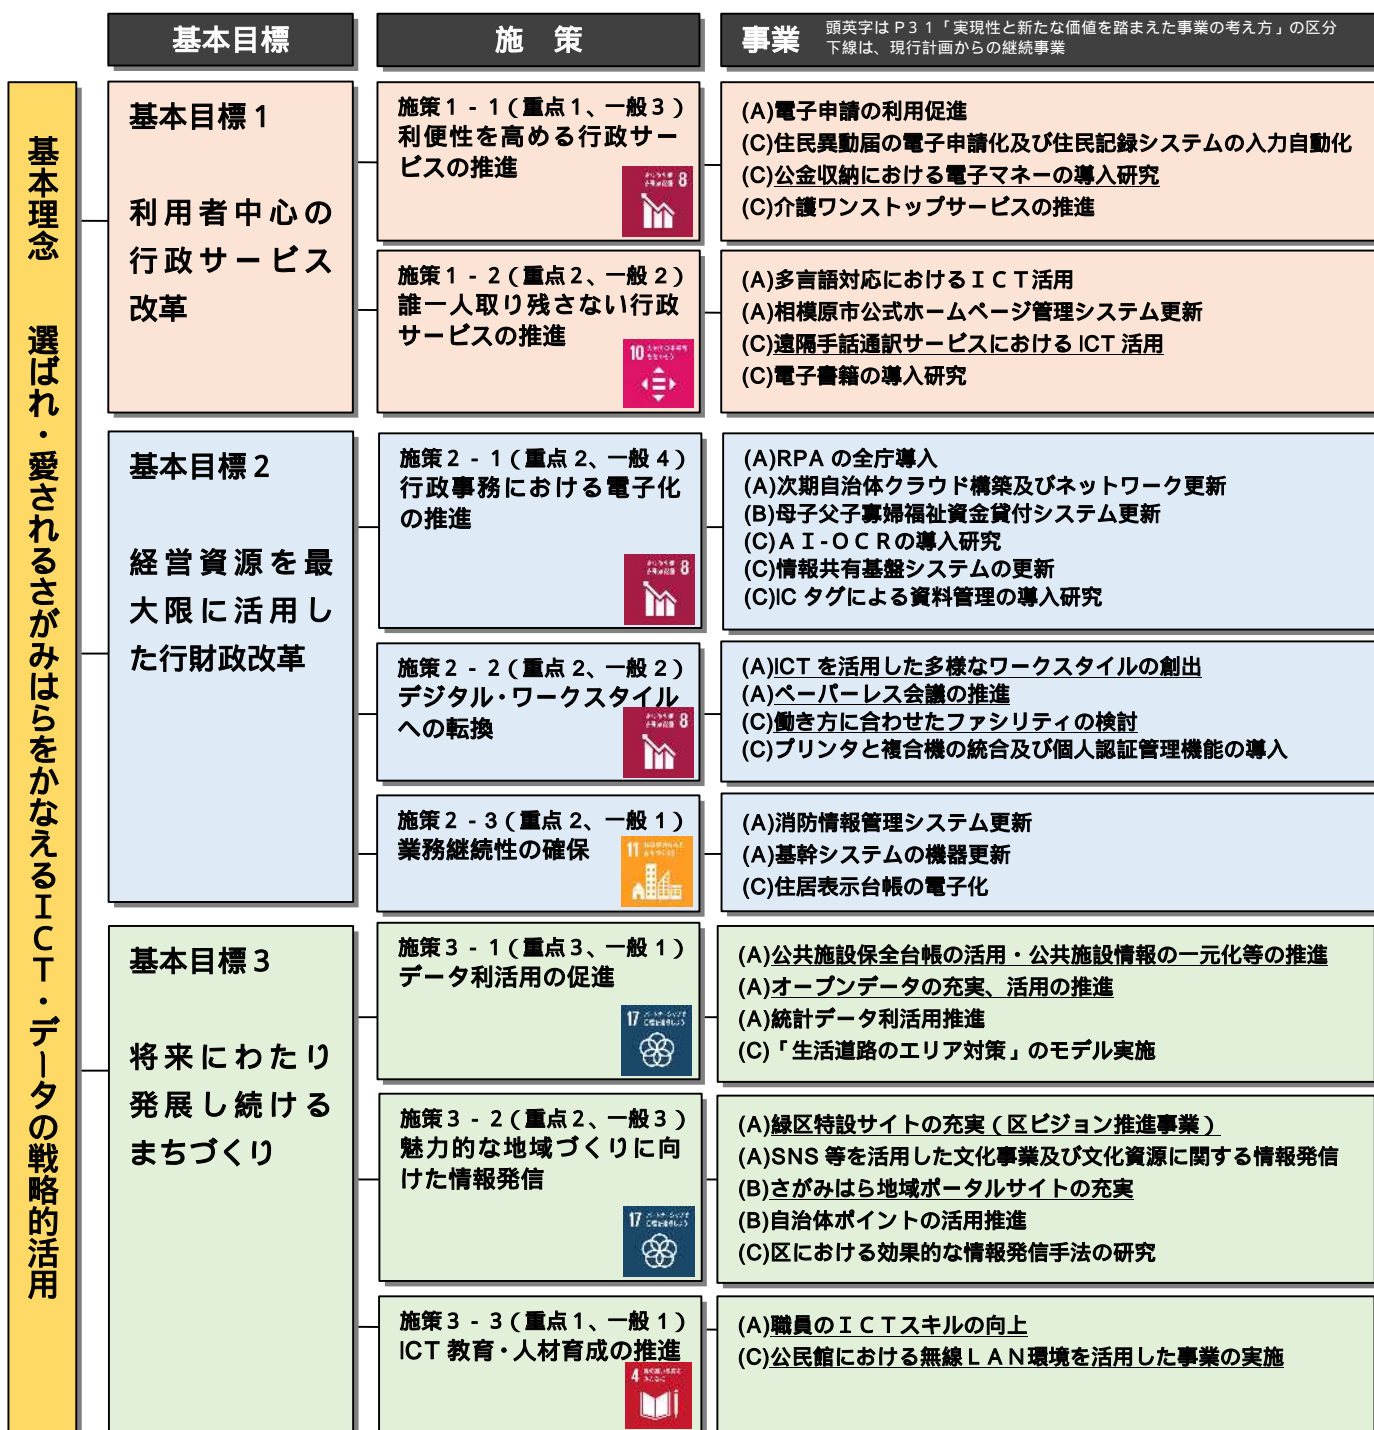 基本目標
施　策
事業
頭英字はＰ３１「実現性と新たな価値を踏まえた事業の考え方」の区分
下線は、現行計画からの継続事業
基本理念　選ばれ・愛されるさがみはらをかなえるＩＣＴ・データの戦略的活用
基本目標１
利用者中心の
行政サービス
改革
施策１‐１（重点１、一般３）
利便性を高める行政サー
ビスの推進
8
(A)電子申請の利用促進
(C)住民異動届の電子申請化及び住民記録システムの入力自動化
(C)公金収納における電子マネーの導入研究
(C)介護ワンストップサービスの推進
施策１‐２（重点２、一般２）
誰一人取り残さない行政
サービスの推進
10
(A)多言語対応におけるＩＣＴ活用
(A)相模原市公式ホームページ管理システム更新
(C)遠隔手話通訳サービスにおける ICT 活用
(C)電子書籍の導入研究
基本目標２
経営資源を最
大限に活用し
た行財政改革
施策２‐１（重点２、一般４）
行政事務における電子化
の推進
8
(A)RPA の全庁導入
(A)次期自治体クラウド構築及びネットワーク更新
(B)母子父子寡婦福祉資金貸付システム更新
(C)ＡＩ-ＯＣＲの導入研究
(C)情報共有基盤システムの更新
(C)IC タグによる資料管理の導入研究
施策２‐２（重点２、一般２）
デジタル・ワークスタイル
への転換
8
(A)ICT を活用した多様なワークスタイルの創出
(A)ペーパーレス会議の推進
(C)働き方に合わせたファシリティの検討
(C)プリンタと複合機の統合及び個人認証管理機能の導入
施策２‐３（重点２、一般１）
業務継続性の確保
11
(A)消防情報管理システム更新
(A)基幹システムの機器更新
(C)住居表示台帳の電子化
基本目標３
将来にわたり
発展し続ける
まちづくり
施策３‐１（重点３、一般１）
データ利活用の促進
17
(A)公共施設保全台帳の活用・公共施設情報の一元化等の推進
(A)オープンデータの充実、活用の推進
(A)統計データ利活用推進
(C)「生活道路のエリア対策」のモデル実施
施策３‐２（重点２、一般３）
魅力的な地域づくりに向
けた情報発信
17
(A)緑区特設サイトの充実（区ビジョン推進事業）
(A)SNS 等を活用した文化事業及び文化資源に関する情報発信
(B)さがみはら地域ポータルサイトの充実
(B)自治体ポイントの活用推進
(C)区における効果的な情報発信手法の研究
施策３‐３（重点１、一般１）
ICT 教育・人材育成の推進
4
(A)職員のＩＣＴスキルの向上
(C)公民館における無線ＬＡＮ環境を活用した事業の実施